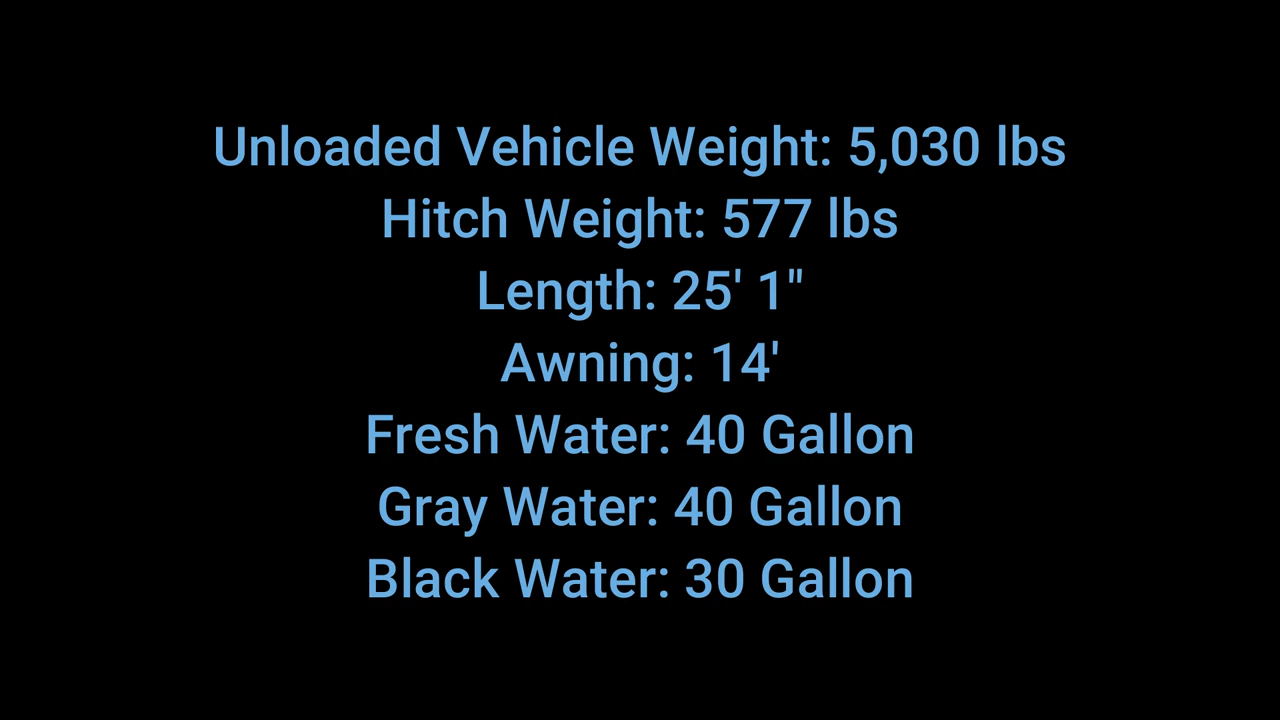 Unloaded Vehicle Weight: 5,030 lbs
Hitch Weight: 577 lbs
Length: 25' 1"
Awning: 14'
Fresh Water: 40 Gallon
Gray Water: 40 Gallon
Black Water: 30 Gallon